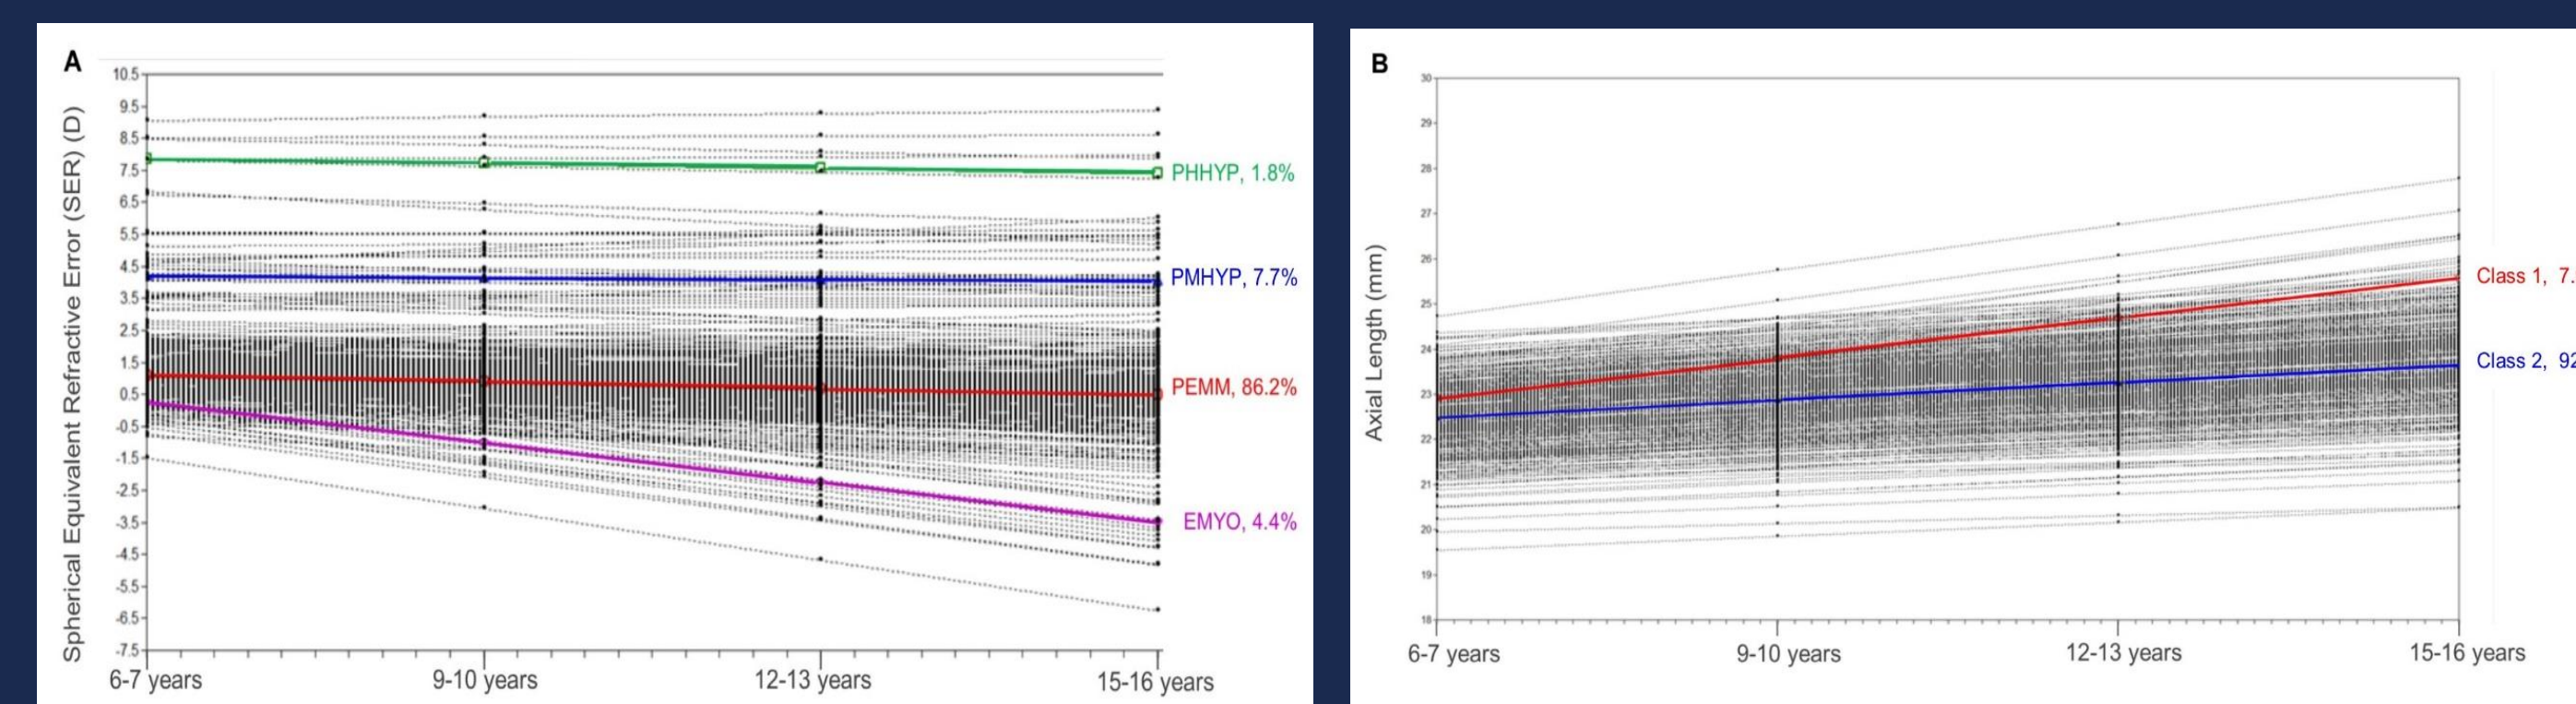 A
Spherical Equivalent Refractive Error (SER) (D)
10.5
9.5
8.5
7.5
6.5
5.5
4.5
3.5
2.5
1.5
0.5
-0.5
-1.5
-2.5
-3.5
-4.5
-5.5
-6.5
-7.5
PHHYP, 1.8%
PMHYP, 7.7%
PEMM, 86.2%
EMYO, 4.4%
6-7 years 9-10 years 12-13 years 15-16 years
B
Axial Length (mm)
30
29
28
27
26
25
24
23
22
21
20
19
18
Class 1, 7.
Class 2, 92
6-7 years 9-10 years 12-13 years 15-16 years